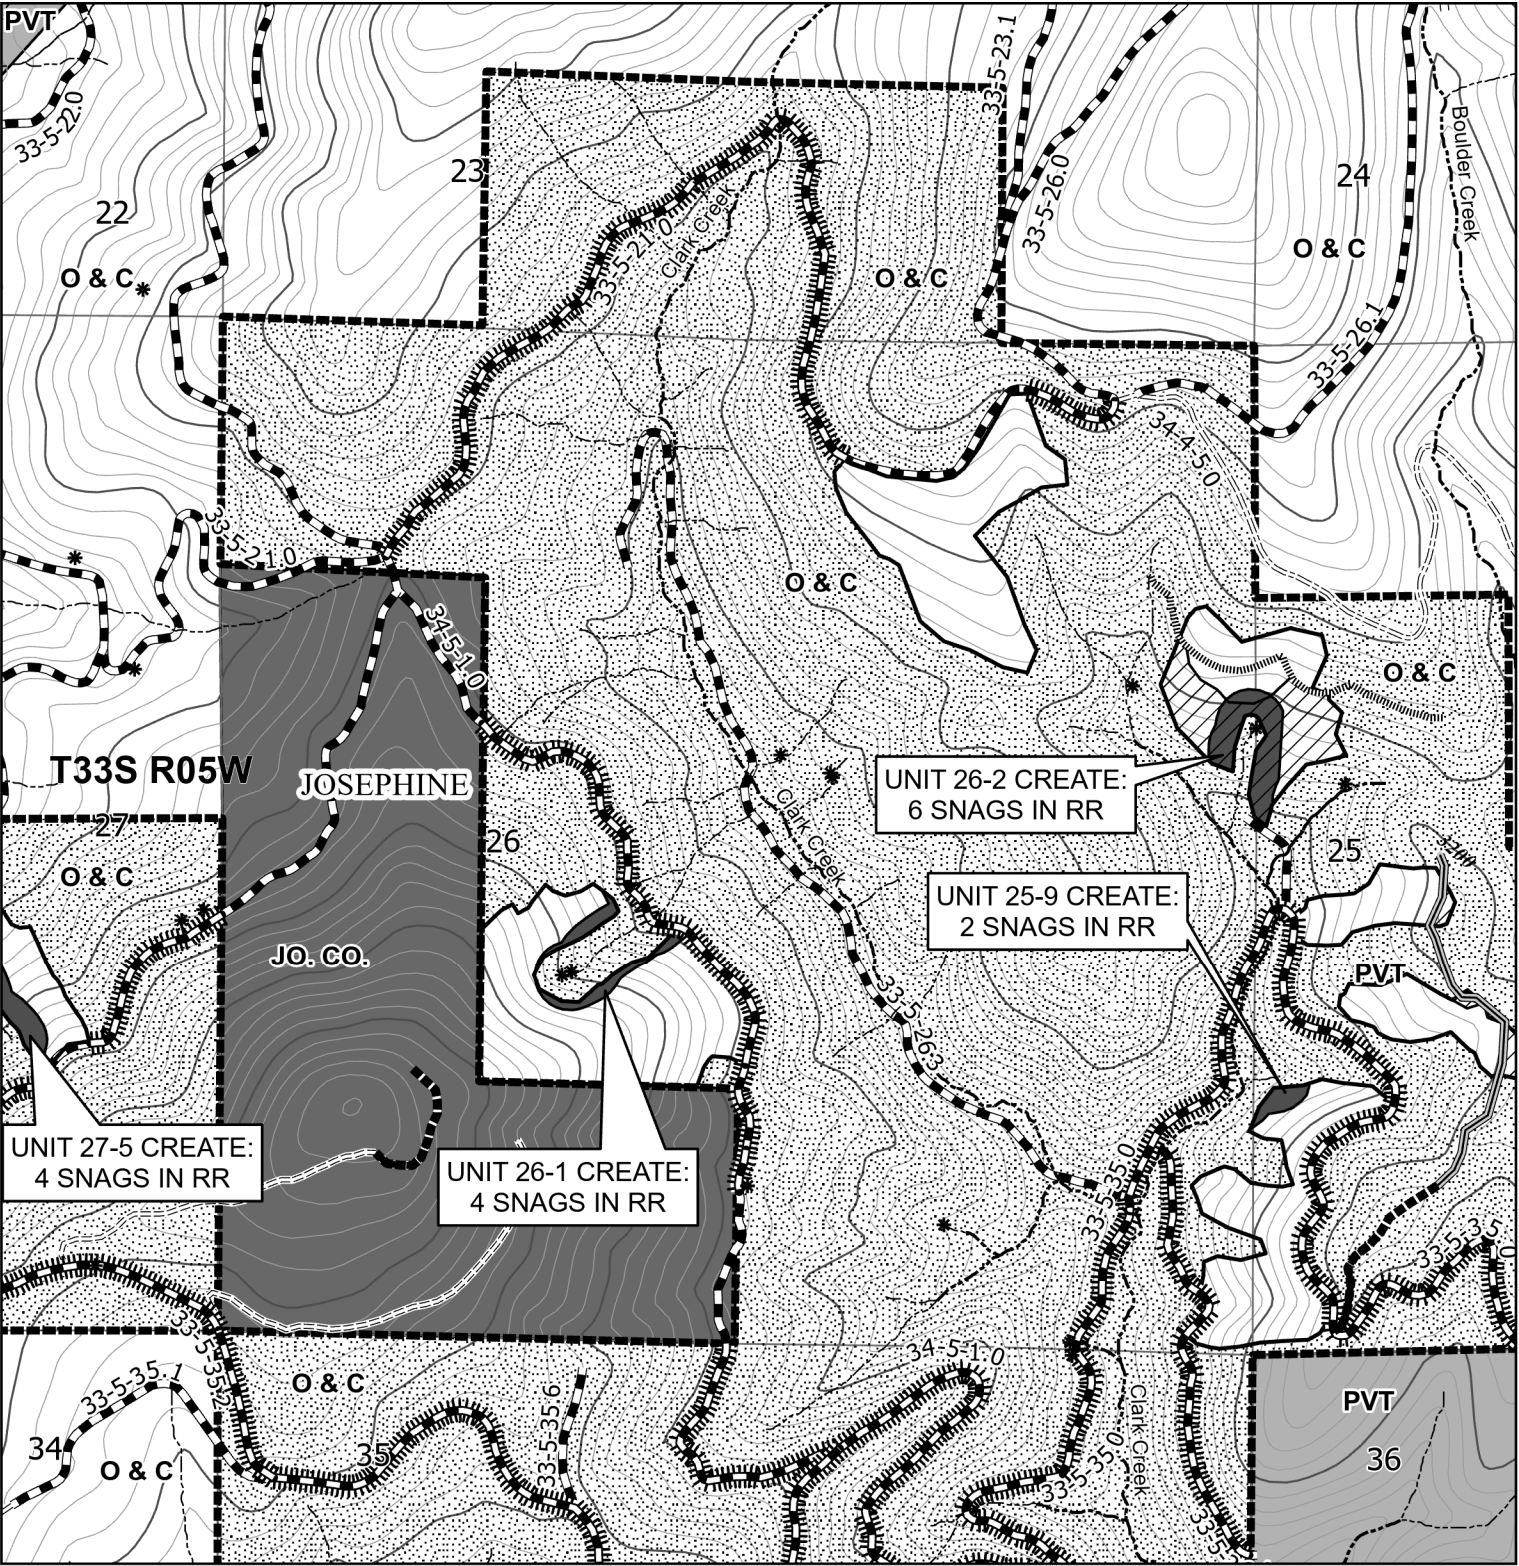 PVT
33-5-22.0
22
O & C
23
33-5-21.0
Clark Creek
33-5-23.1
33-5-26.0
O & C
24
O & C
Boulder Creek
33-5-26.1
34-4-5.0
33-5-21.0
34-5-1.0
O & C
O & C
T33S R05W
JOSEPHINE
27
O & C
26
UNIT 26-2 CREATE:
6 SNAGS IN RR
Clark Creek
25
UNIT 25-9 CREATE:
2 SNAGS IN RR
JO. CO.
PVT
33-5-26.3
UNIT 27-5 CREATE:
4 SNAGS IN RR
UNIT 26-1 CREATE:
4 SNAGS IN RR
33-5-35.0
33-5-35.2
33-5-35.1
O & C
34-5-1.0
34
O & C
35
33-5-35.6
33-5-35.0
Clark Creek
PVT
36